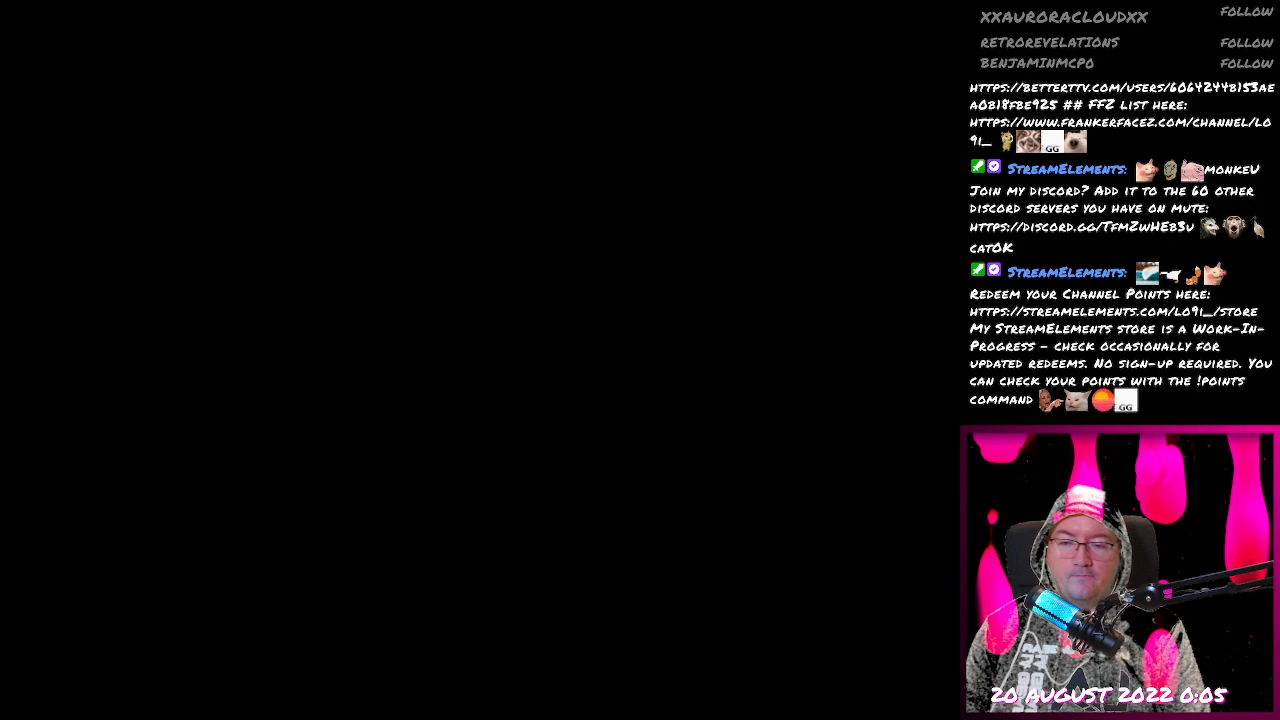 XXAURORACLOUDXX FOLLOW
RETROREVELATIONS FOLLOW
BENJAMINMCPO FOLLOW
HTTPS://BETTERTTV.COM/USERS/6064244B153AE
A0B18FBE925 ## FFZ LIST HERE:
HTTPS://WWW.FRANKERFACEZ.COM/CHANNEL/LO
9I_ GG
STREAMELEMENTS: MONKEU
JOIN MY DISCORD? ADD IT TO THE 60 OTHER
DISCORD SERVERS YOU HAVE ON MUTE:
HTTPS://DISCORD.GG/TFMZWHEB3U
CATOK
STREAMELEMENTS:
REDEEM YOUR CHANNEL POINTS HERE:
HTTPS://STREAMELEMENTS.COM/LO9I_/STORE
MY STREAMELEMENTS STORE IS A WORK-IN-
PROGRESS - CHECK OCCASIONALLY FOR
UPDATED REDEEMS. NO SIGN-UP REQUIRED. YOU
CAN CHECK YOUR POINTS WITH THE !POINTS
COMMAND GG
20 AUGUST 2022 0:05